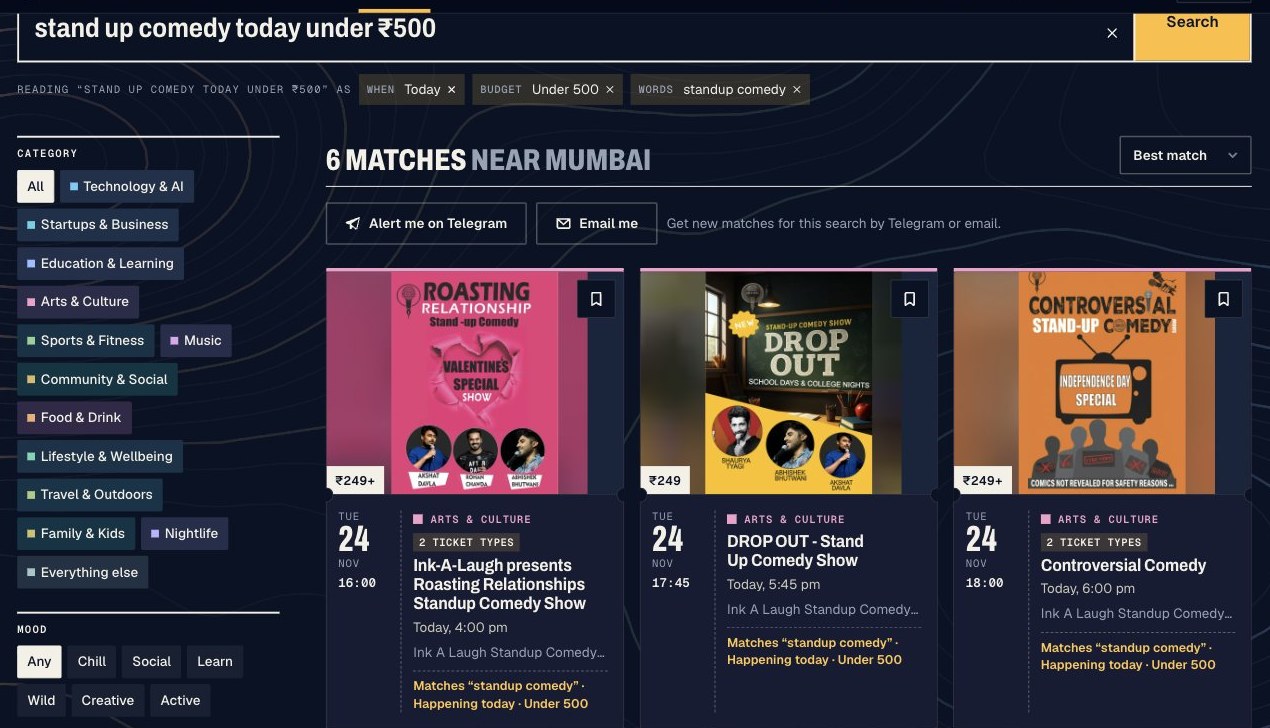 stand up comedy today under ₹500
×
Search
READING “STAND UP COMEDY TODAY UNDER ₹500” AS
WHEN Today ×
BUDGET Under 500 ×
WORDS standup comedy ×
CATEGORY
All
Technology & AI
Startups & Business
Education & Learning
Arts & Culture
Sports & Fitness
Music
Community & Social
Food & Drink
Lifestyle & Wellbeing
Travel & Outdoors
Family & Kids
Nightlife
Everything else
MOOD
Any
Chill
Social
Learn
Wild
Creative
Active
6 MATCHES NEAR MUMBAI
Best match
Alert me on Telegram
Email me
Get new matches for this search by Telegram or email.
ROASTING
RELATIONSHIP
Stand -up Comedy
VALENTINE'S
SPECIAL
SHOW
AKSHAT
DAVLA
ROHAN
CHAWDA
ABHISHEK
BHUTWANI
₹249+
TUE
24
NOV
16:00
ARTS & CULTURE
2 TICKET TYPES
Ink-A-Laugh presents
Roasting Relationships
Standup Comedy Show
Today, 4:00 pm
Ink A Laugh Standup Comedy…
Matches “standup comedy” ·
Happening today · Under 500
NEW
STAND-UP COMEDY SHOW
DROP
OUT
SCHOOL DAYS & COLLEGE NIGHTS
SHAURYA
TYAGI
ABHISHEK
BHUTWANI
AKSHAT
DAVLA
₹249
TUE
24
NOV
17:45
ARTS & CULTURE
DROP OUT - Stand
Up Comedy Show
Today, 5:45 pm
Ink A Laugh Standup Comedy…
Matches “standup comedy” ·
Happening today · Under 500
CONTROVERSIAL
STAND-UP COMEDY!
INDEPENDENCE DAY
SPECIAL
COMICS NOT REVEALED FOR SAFETY REASONS...
₹249+
TUE
24
NOV
18:00
ARTS & CULTURE
2 TICKET TYPES
Controversial Comedy
Today, 6:00 pm
Ink A Laugh Standup Comedy…
Matches “standup comedy” ·
Happening today · Under 500